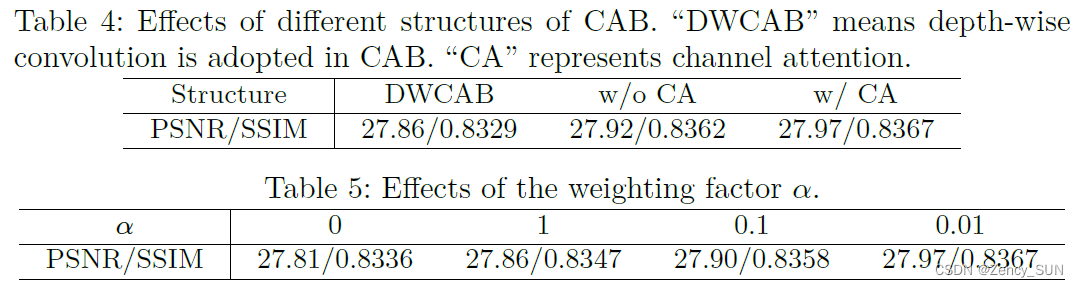 Table 4: Effects of different structures of CAB. “DWCAB” means depth-wise
convolution is adopted in CAB. “CA” represents channel attention.
Structure DWCAB w/o CA w/ CA
PSNR/SSIM 27.86/0.8329 27.92/0.8362 27.97/0.8367
Table 5: Effects of the weighting factor α.
α 0 1 0.1 0.01
PSNR/SSIM 27.81/0.8336 27.86/0.8347 27.90/0.8358 27.97/0.8367
CSDN @Zency_SUN